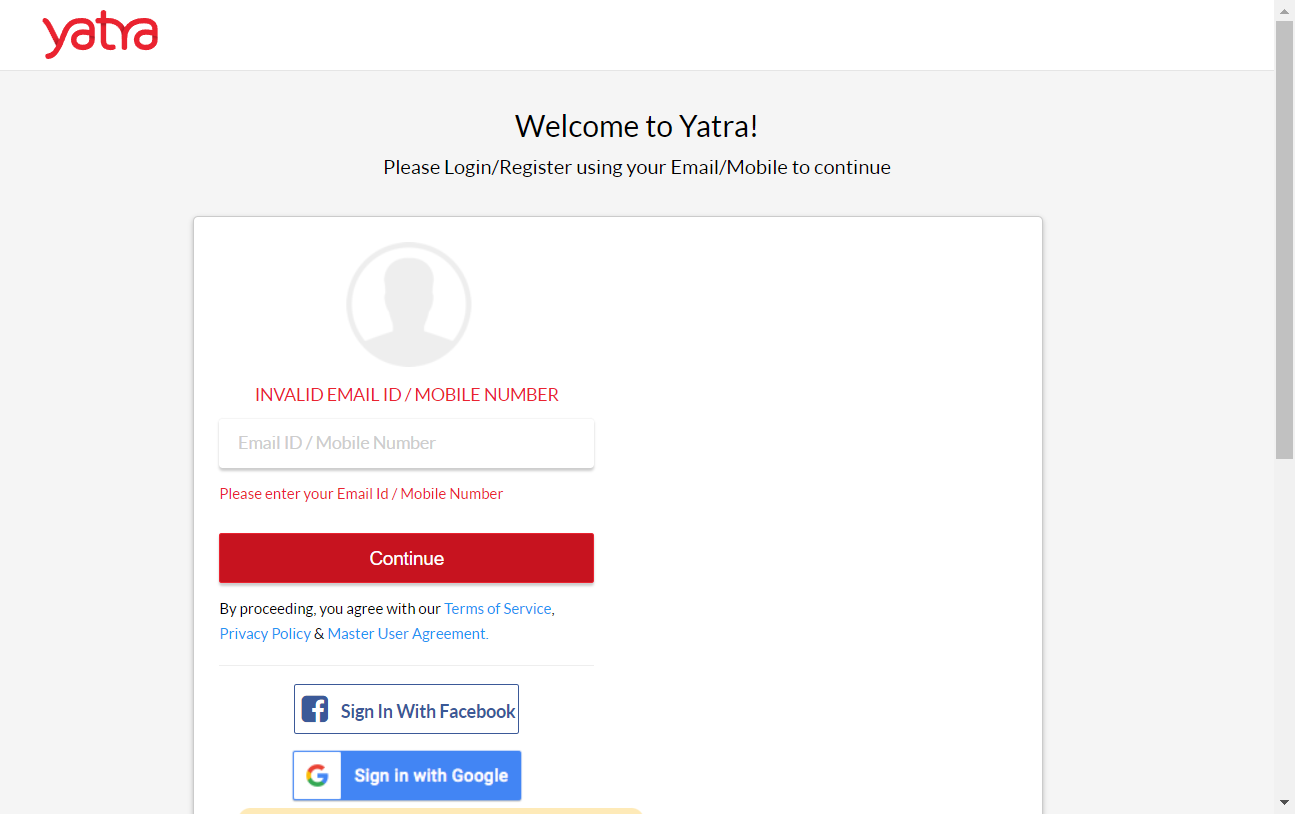 yatra
Welcome to Yatra!
Please Login/Register using your Email/Mobile to continue
INVALID EMAIL ID / MOBILE NUMBER
Email ID / Mobile Number
Please enter your Email Id / Mobile Number
Continue
By proceeding, you agree with our Terms of Service,
Privacy Policy & Master User Agreement.
Sign In With Facebook
Sign in with Google